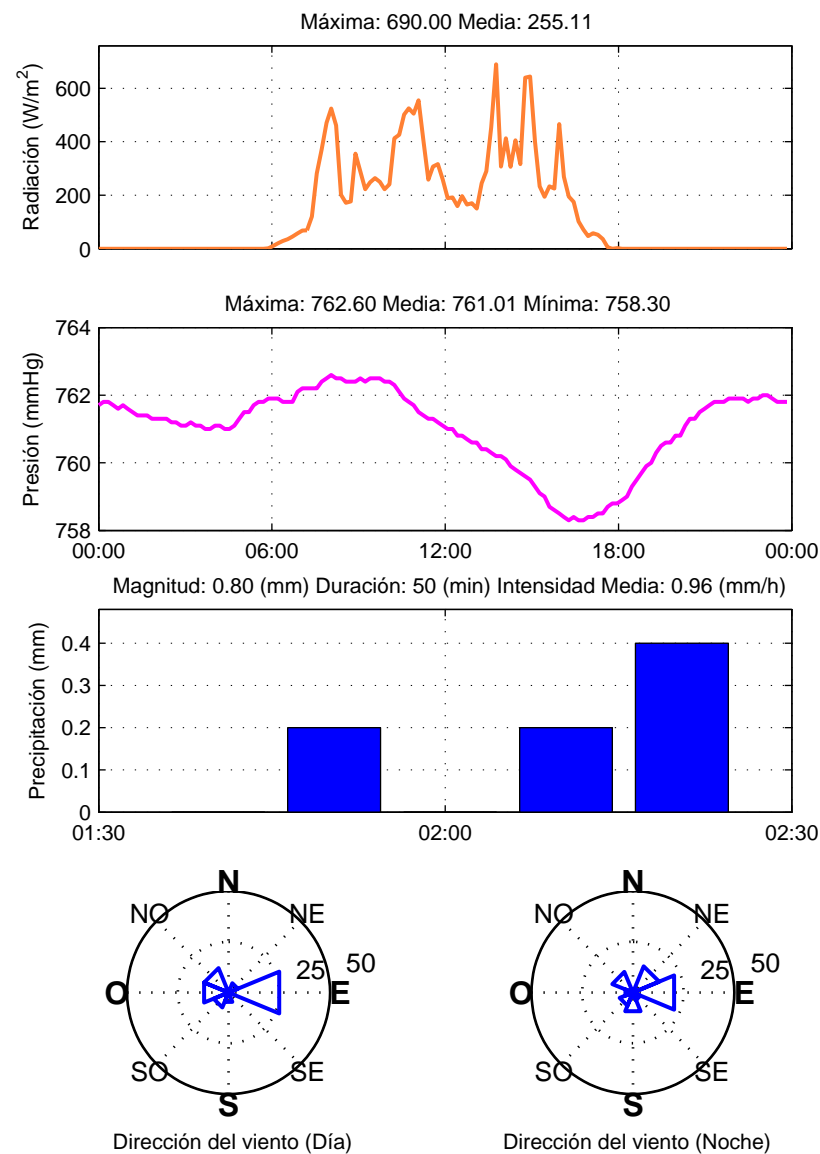 Máxima: 690.00 Media: 255.11
Radiación (W/m²)
600
400
200
0
Máxima: 762.60 Media: 761.01 Mínima: 758.30
Presión (mmHg)
764
762
760
758
00:00 06:00 12:00 18:00 00:00
Magnitud: 0.80 (mm) Duración: 50 (min) Intensidad Media: 0.96 (mm/h)
Precipitación (mm)
0.4
0.3
0.2
0.1
0
01:30 02:00 02:30
N
NO NE
25 50
O E
SO SE
S
Dirección del viento (Día)
N
NO NE
25 50
O E
SO SE
S
Dirección del viento (Noche)